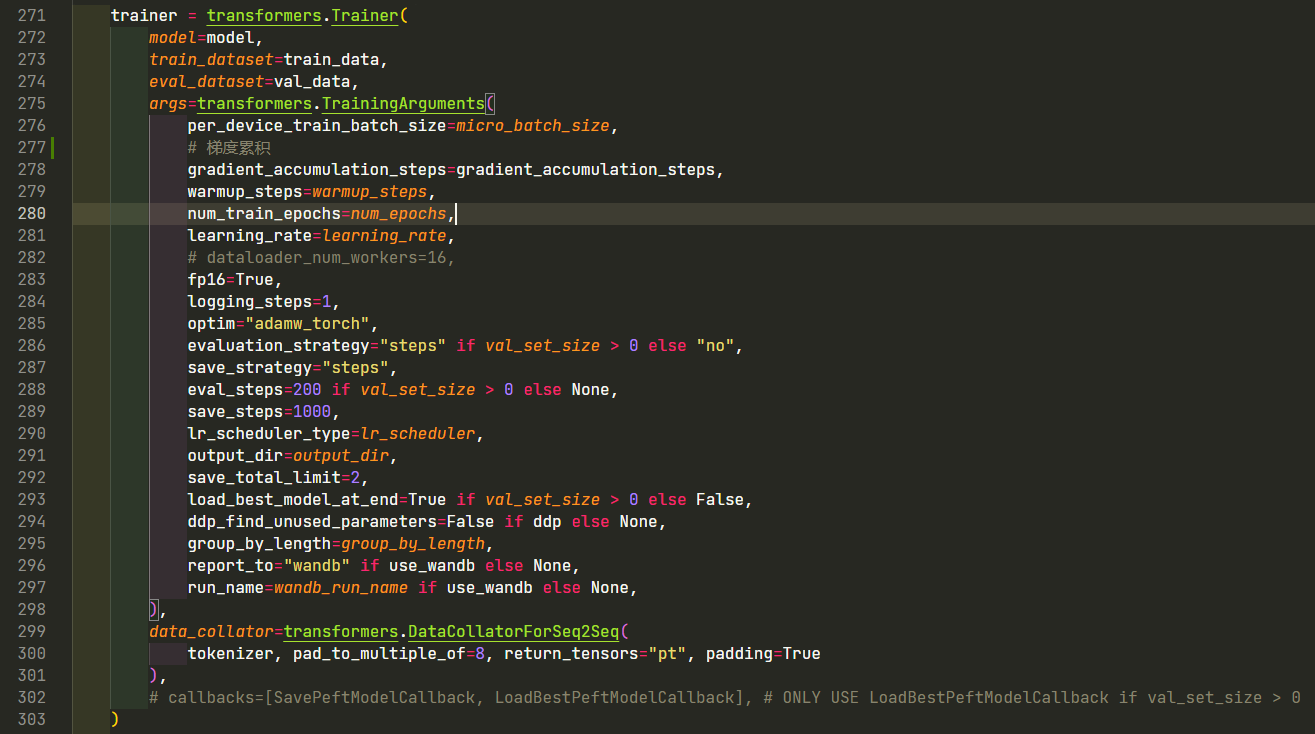 271 trainer = transformers.Trainer(
272 model=model,
273 train_dataset=train_data,
274 eval_dataset=val_data,
275 args=transformers.TrainingArguments(
276 per_device_train_batch_size=micro_batch_size,
277 # 梯度累积
278 gradient_accumulation_steps=gradient_accumulation_steps,
279 warmup_steps=warmup_steps,
280 num_train_epochs=num_epochs,
281 learning_rate=learning_rate,
282 # dataloader_num_workers=16,
283 fp16=True,
284 logging_steps=1,
285 optim="adamw_torch",
286 evaluation_strategy="steps" if val_set_size > 0 else "no",
287 save_strategy="steps",
288 eval_steps=200 if val_set_size > 0 else None,
289 save_steps=1000,
290 lr_scheduler_type=lr_scheduler,
291 output_dir=output_dir,
292 save_total_limit=2,
293 load_best_model_at_end=True if val_set_size > 0 else False,
294 ddp_find_unused_parameters=False if ddp else None,
295 group_by_length=group_by_length,
296 report_to="wandb" if use_wandb else None,
297 run_name=wandb_run_name if use_wandb else None,
298 ),
299 data_collator=transformers.DataCollatorForSeq2Seq(
300 tokenizer, pad_to_multiple_of=8, return_tensors="pt", padding=True
301 ),
302 # callbacks=[SavePeftModelCallback, LoadBestPeftModelCallback], # ONLY USE LoadBestPeftModelCallback if val_set_size > 0
303 )